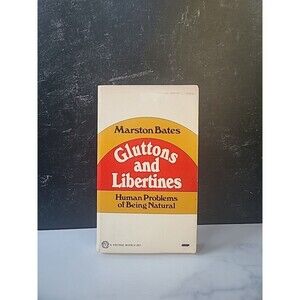 Marston Bates
Gluttons
and
Libertines
Human Problems
of Being Natural